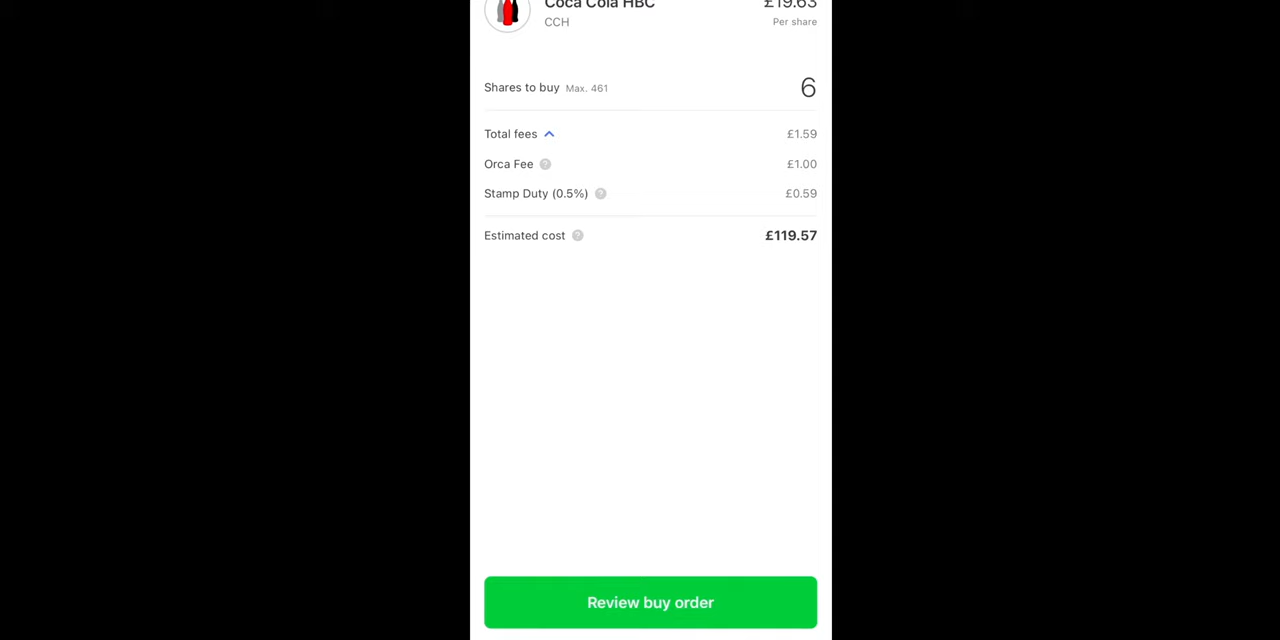 Coca Cola HBC £19.63
CCH Per share
Shares to buy Max. 461 6
Total fees £1.59
Orca Fee ? £1.00
Stamp Duty (0.5%) ? £0.59
Estimated cost ? £119.57
Review buy order